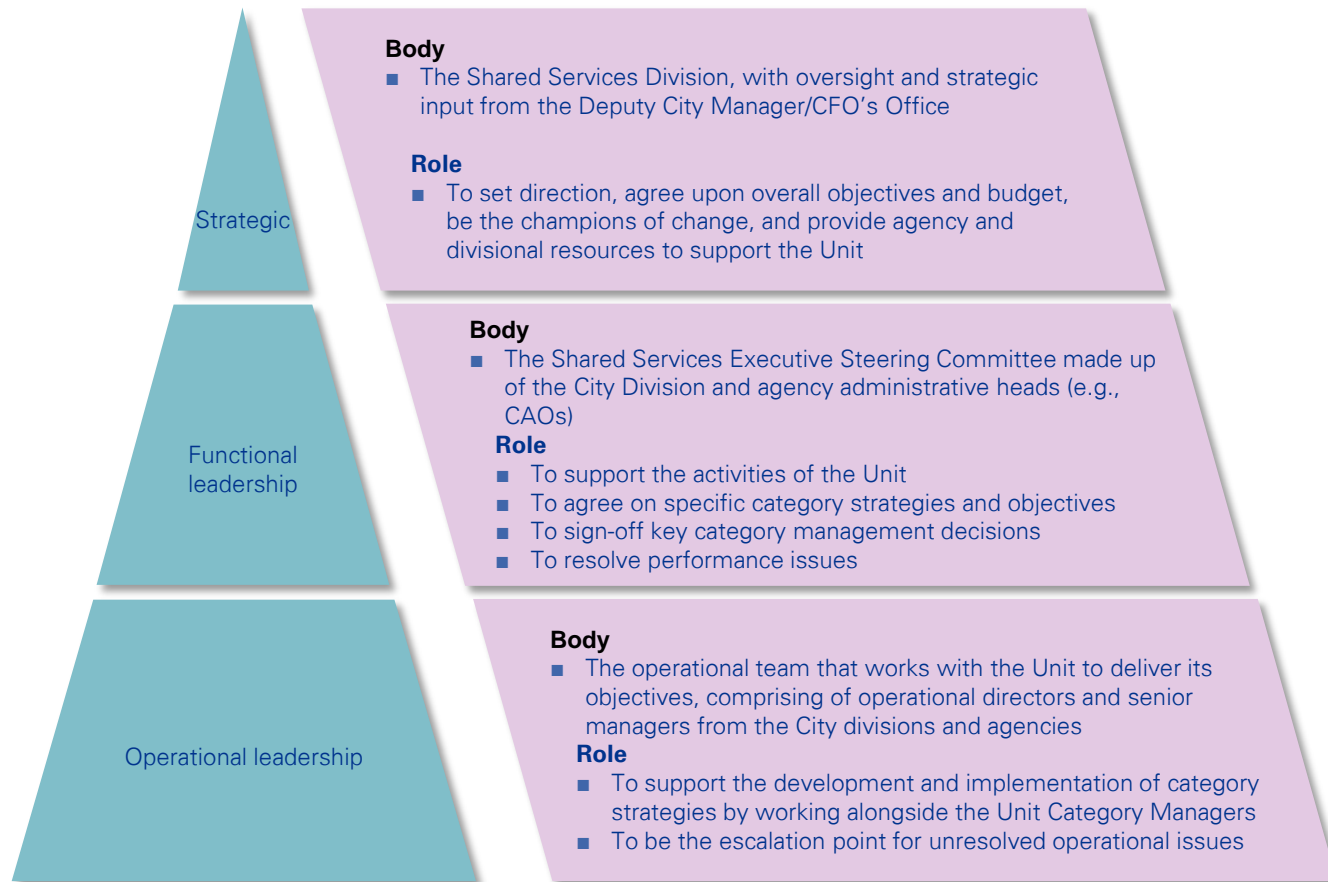 Strategic
Body
■ The Shared Services Division, with oversight and strategic
input from the Deputy City Manager/CFO's Office
Role
■ To set direction, agree upon overall objectives and budget,
be the champions of change, and provide agency and
divisional resources to support the Unit
Functional
leadership
Body
■ The Shared Services Executive Steering Committee made up
of the City Division and agency administrative heads (e.g.,
CAOs)
Role
■ To support the activities of the Unit
■ To agree on specific category strategies and objectives
■ To sign-off key category management decisions
■ To resolve performance issues
Operational leadership
Body
■ The operational team that works with the Unit to deliver its
objectives, comprising of operational directors and senior
managers from the City divisions and agencies
Role
■ To support the development and implementation of category
strategies by working alongside the Unit Category Managers
■ To be the escalation point for unresolved operational issues